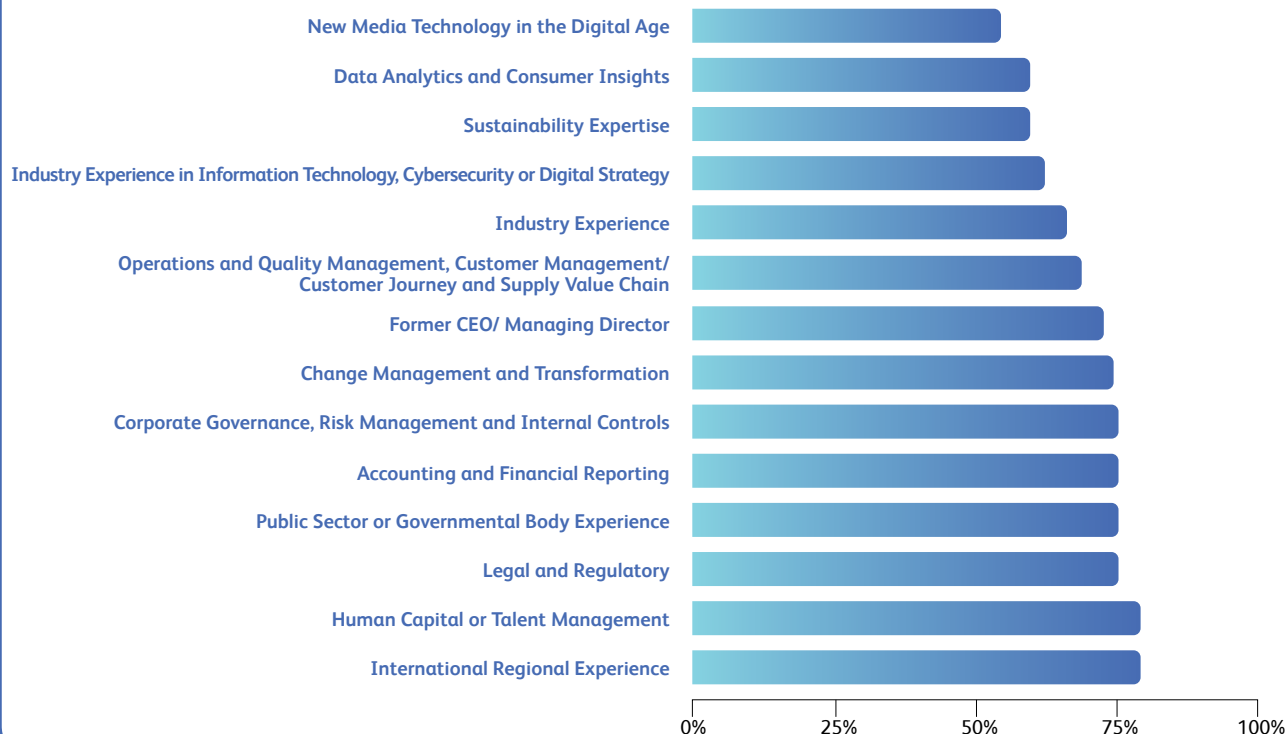 New Media Technology in the Digital Age
Data Analytics and Consumer Insights
Sustainability Expertise
Industry Experience in Information Technology, Cybersecurity or Digital Strategy
Industry Experience
Operations and Quality Management, Customer Management/
Customer Journey and Supply Value Chain
Former CEO/ Managing Director
Change Management and Transformation
Corporate Governance, Risk Management and Internal Controls
Accounting and Financial Reporting
Public Sector or Governmental Body Experience
Legal and Regulatory
Human Capital or Talent Management
International Regional Experience
0% 25% 50% 75% 100%